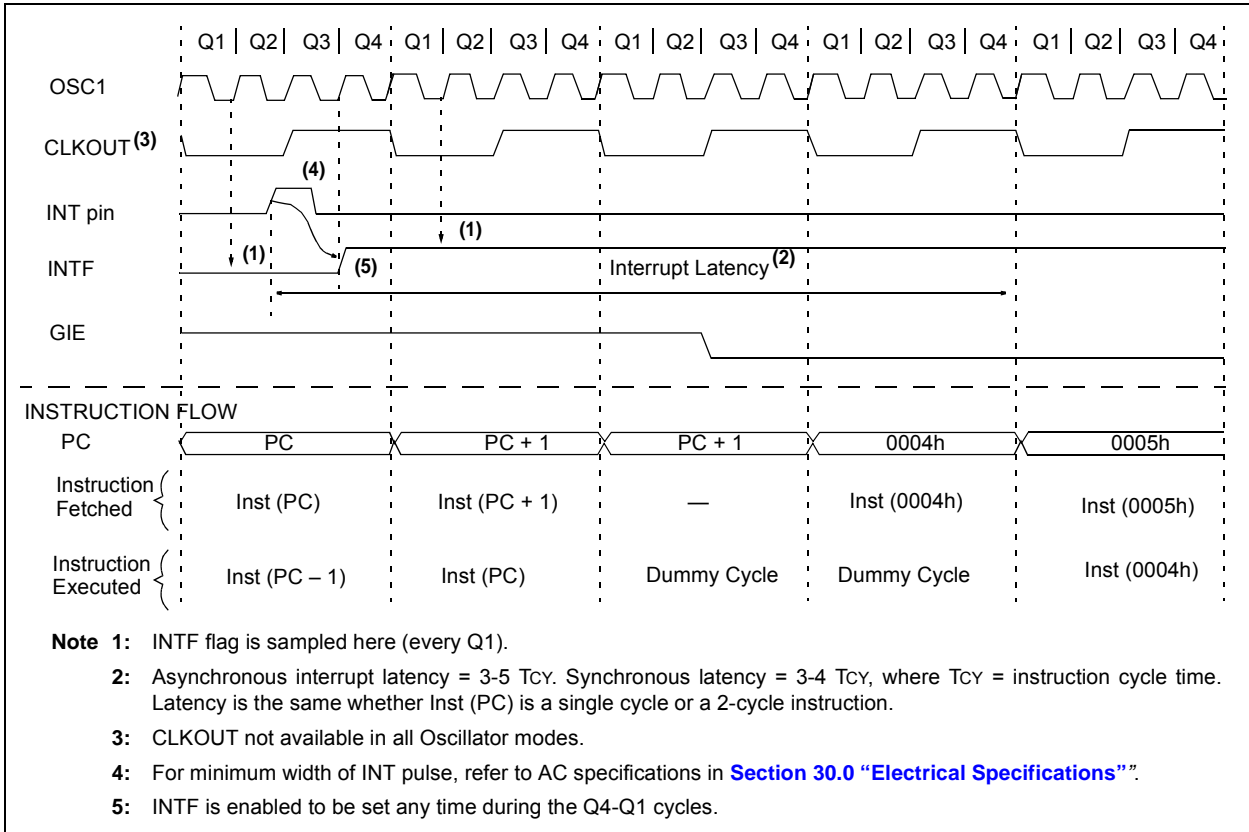 Q1 Q2 Q3 Q4 Q1 Q2 Q3 Q4 Q1 Q2 Q3 Q4 Q1 Q2 Q3 Q4 Q1 Q2 Q3 Q4
OSC1
CLKOUT(3)
(4)
INT pin
(1)
(1)
INTF
(5)
Interrupt Latency(2)
GIE
INSTRUCTION FLOW
PC PC PC + 1 PC + 1 0004h 0005h
Instruction
Fetched
Inst (PC) Inst (PC + 1) — Inst (0004h) Inst (0005h)
Instruction
Executed
Inst (PC – 1) Inst (PC) Dummy Cycle Dummy Cycle Inst (0004h)
Note 1: INTF flag is sampled here (every Q1).
2: Asynchronous interrupt latency = 3-5 TCY. Synchronous latency = 3-4 TCY, where TCY = instruction cycle time.
Latency is the same whether Inst (PC) is a single cycle or a 2-cycle instruction.
3: CLKOUT not available in all Oscillator modes.
4: For minimum width of INT pulse, refer to AC specifications in Section 30.0 “Electrical Specifications””.
5: INTF is enabled to be set any time during the Q4-Q1 cycles.